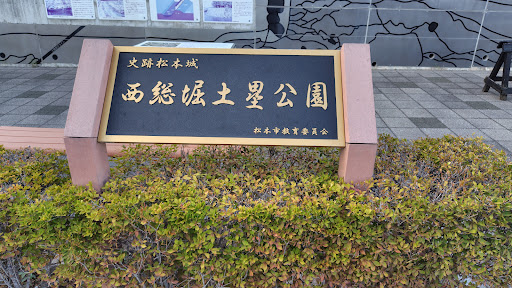 史跡松本城
西総堀土塁公園
松本市教育委員会